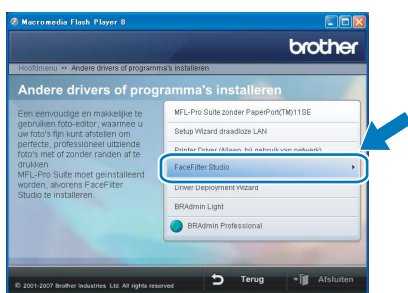 Macromedia Flash Player 8
brother
Hoofdmenu >> Andere drivers of programma's installeren
Andere drivers of programma's installeren
Een eenvoudige en makkelijke te
gebruiken foto-editor, waarmee u
uw foto's fijn kunt afstellen om
perfecte, professioneel uitziende
foto's met of zonder randen af te
drukken.
MFL-Pro Suite moet geïnstalleerd
worden, alvorens FaceFilter
Studio te installeren.
MFL-Pro Suite zonder PaperPort(TM)11SE
Setup Wizard draadloze LAN
Printer Driver (Alleen, bij gebruik van netwerk)
FaceFilter Studio
Driver Deployment Wizard
BRAdmin Light
BRAdmin Professional
© 2001-2007 Brother Industries Ltd. All rights reserved
Terug
Afsluiten